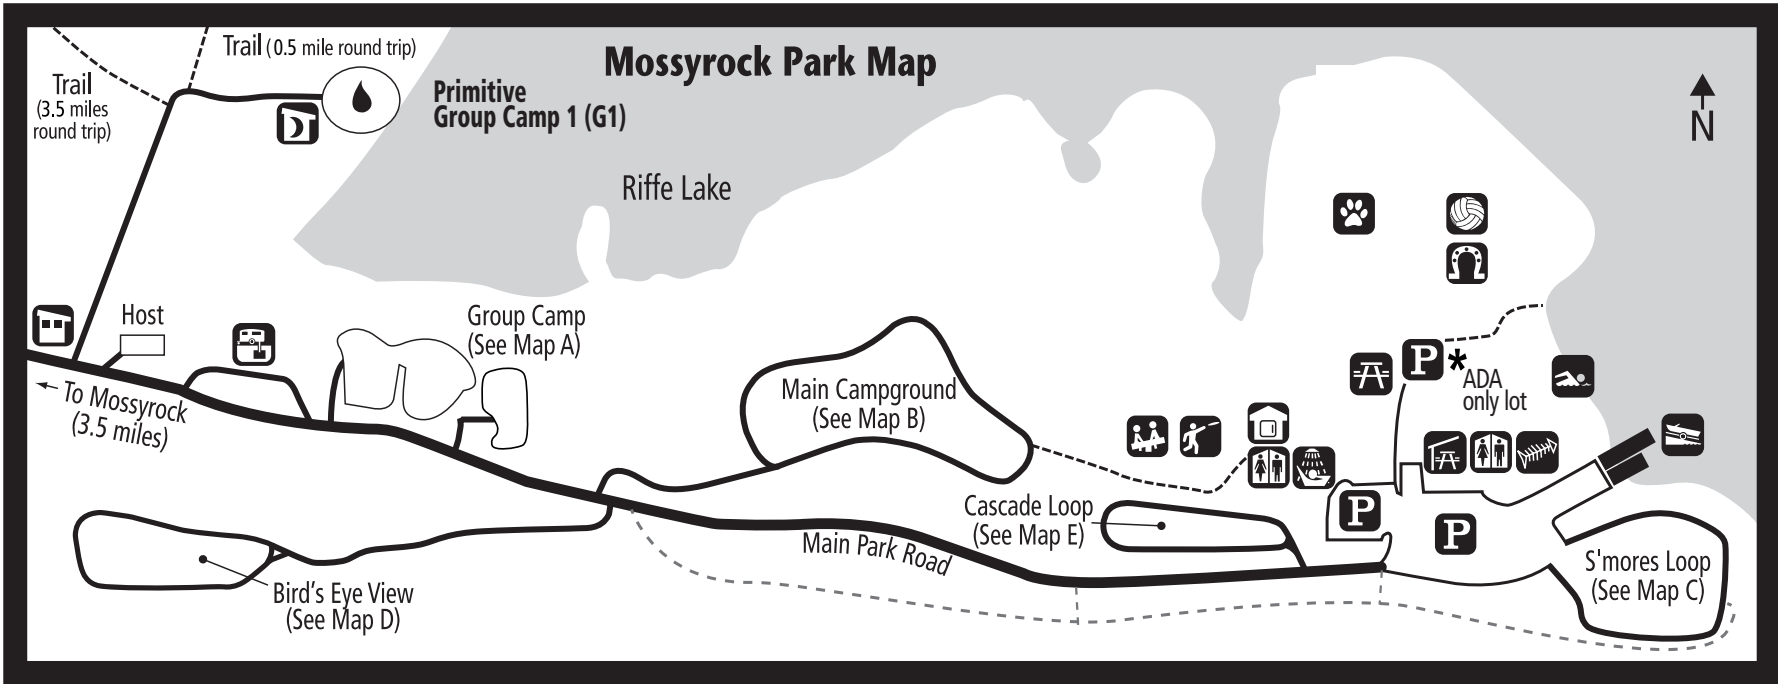 Mossyrock Park Map
Trail (0.5 mile round trip)
Trail
(3.5 miles
round trip)
Primitive
Group Camp 1 (G1)
N
Riffe Lake
Host
Group Camp
(See Map A)
To Mossyrock
(3.5 miles)
Main Campground
(See Map B)
P
*
ADA
only lot
Cascade Loop
(See Map E)
P
P
Main Park Road
S'mores Loop
(See Map C)
Bird's Eye View
(See Map D)